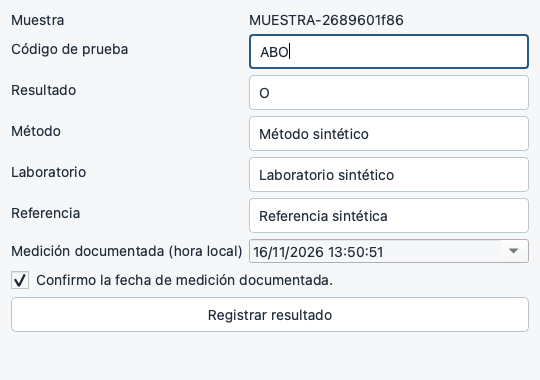 Muestra MUESTRA-2689601f86
Código de prueba ABO
Resultado O
Método Método sintético
Laboratorio Laboratorio sintético
Referencia Referencia sintética
Medición documentada (hora local) 16/11/2026 13:50:51
Confirmo la fecha de medición documentada.
Registrar resultado